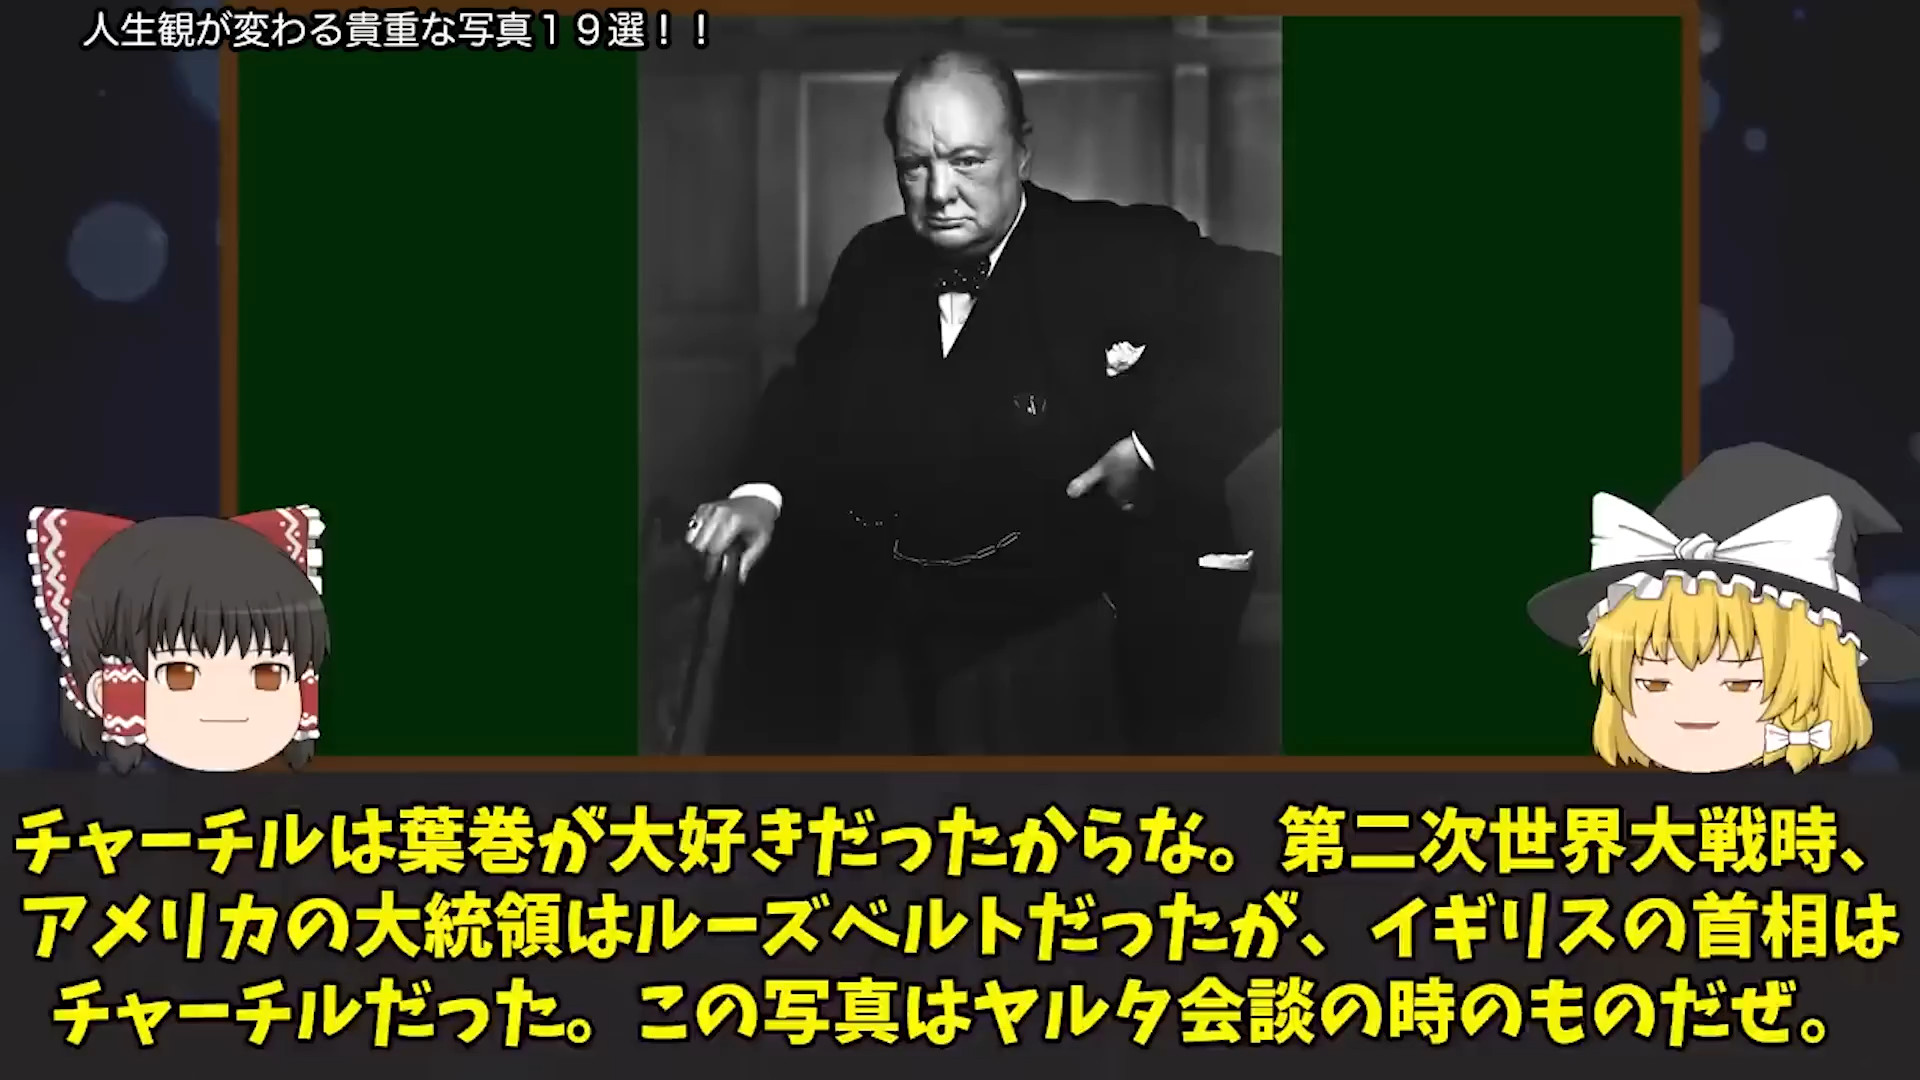 人生観が変わる貴重な写真１９選！！
チャーチルは葉巻が大好きだったからな。第二次世界大戦時、
アメリカの大統領はルーズベルトだったが、イギリスの首相は
チャーチルだった。この写真はヤルタ会談の時のものだぜ。